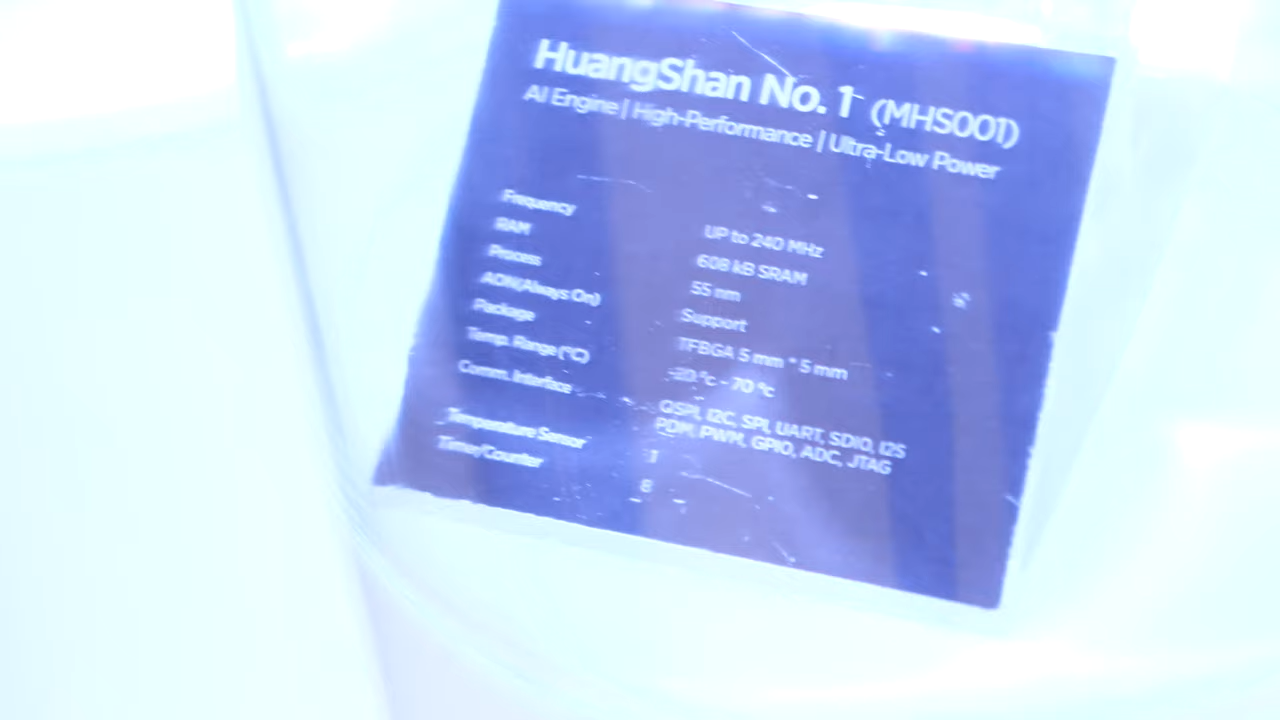 HuangShan No. 1 (MHS001)
AI Engine | High-Performance | Ultra-Low Power
Frequency UP to 240 MHz
RAM 608 kB SRAM
Process 55 nm
AON(Always On) Support
Package TFBGA 5 mm * 5 mm
Temp. Range (°C) -20 °c - 70 °c
Comm. Interface QSPI, I2C, SPI, UART, SDIO, I2S
PDM, PWM, GPIO, ADC, JTAG
Temperature Sensor 1
Time/Counter 8